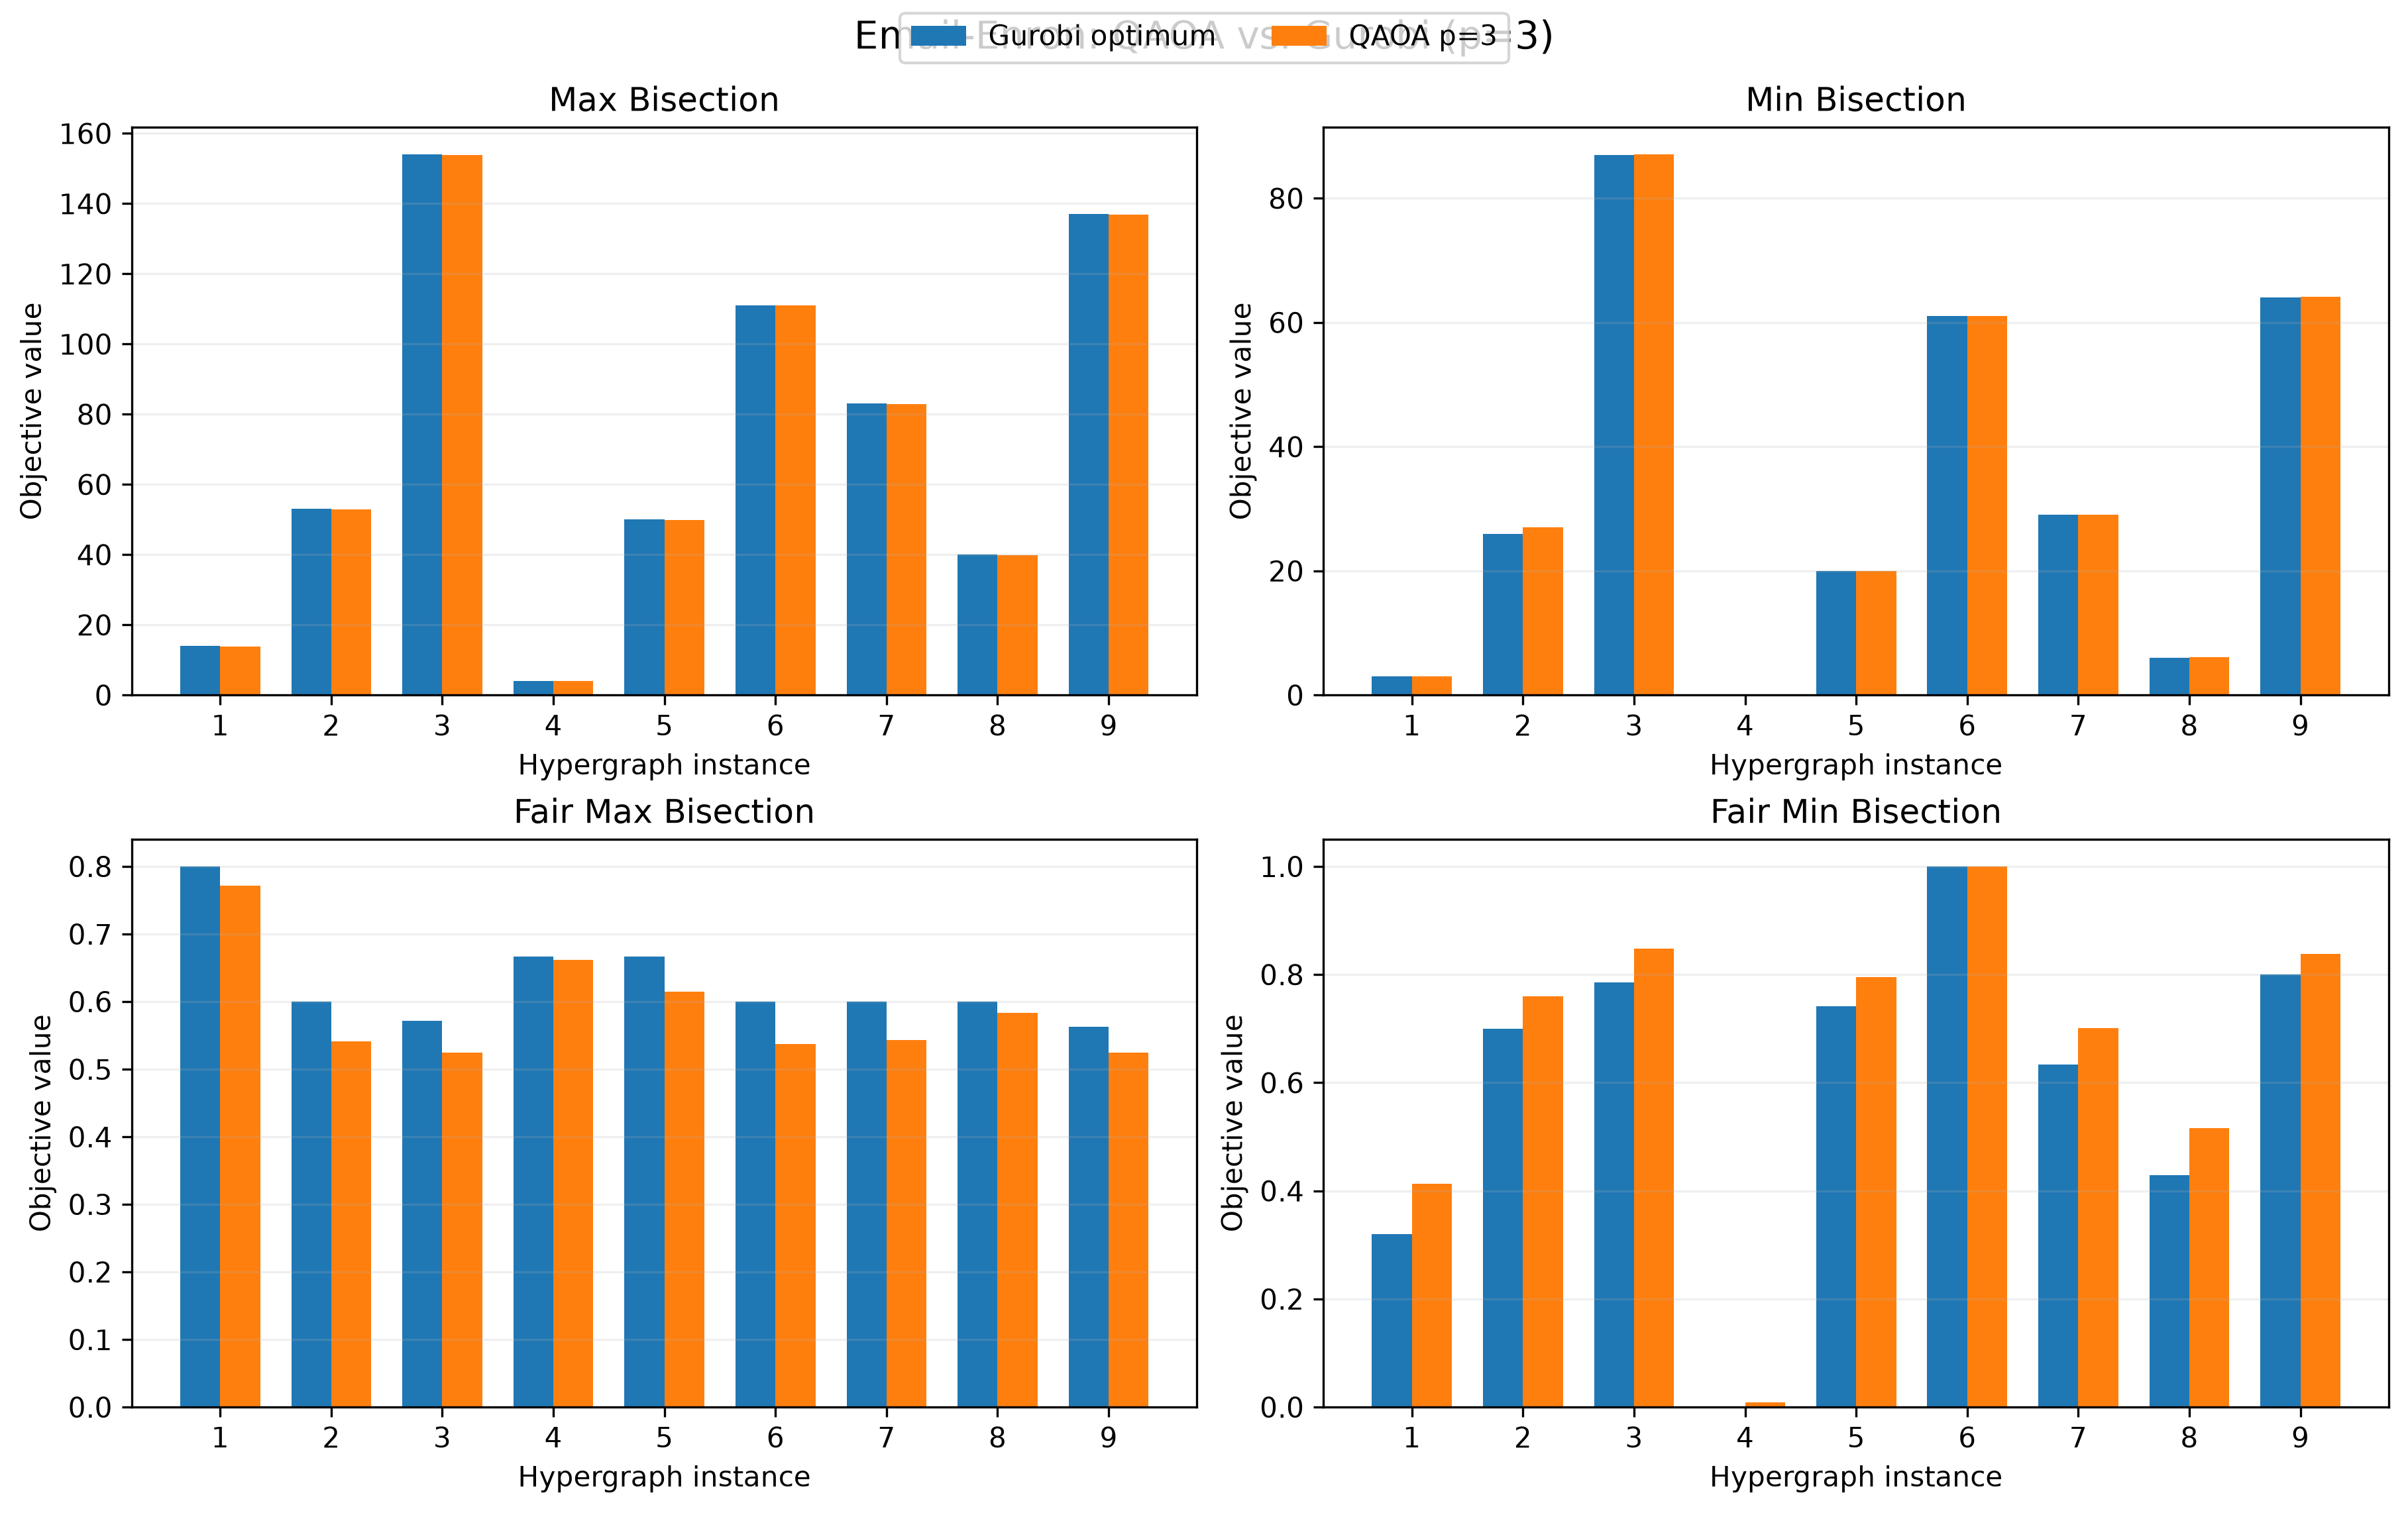 Email-Enron: QAOA vs. Gurobi (p=3)
Gurobi optimum QAOA p=3
Max Bisection
160
140
120
100
80
60
40
20
0
Objective value
1 2 3 4 5 6 7 8 9
Hypergraph instance
Min Bisection
80
60
40
20
0
Objective value
1 2 3 4 5 6 7 8 9
Hypergraph instance
Fair Max Bisection
0.8
0.7
0.6
0.5
0.4
0.3
0.2
0.1
0.0
Objective value
1 2 3 4 5 6 7 8 9
Hypergraph instance
Fair Min Bisection
1.0
0.8
0.6
0.4
0.2
0.0
Objective value
1 2 3 4 5 6 7 8 9
Hypergraph instance